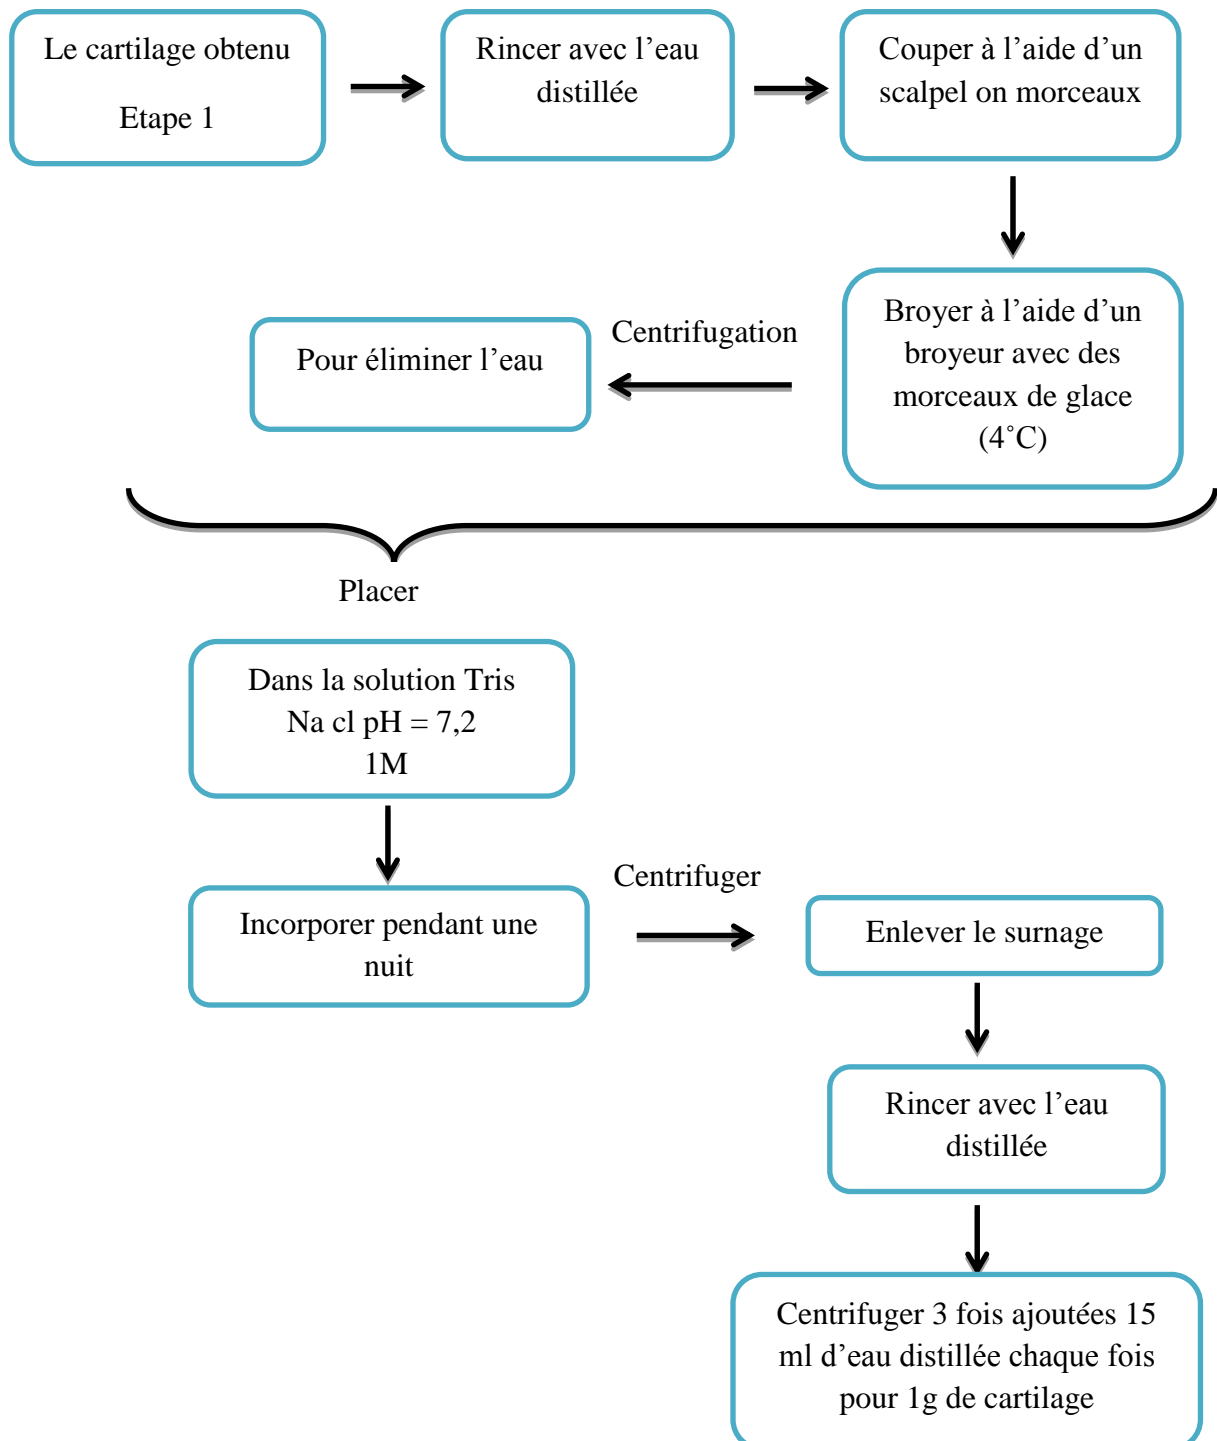 Le cartilage obtenu
Etape 1
Rincer avec l’eau
distillée
Couper à l’aide d’un
scalpel on morceaux
Broyer à l’aide d’un
broyeur avec des
morceaux de glace
(4˚C)
Centrifugation
Pour éliminer l’eau
Placer
Dans la solution Tris
Na cl pH = 7,2
1M
Incorporer pendant une
nuit
Centrifuger
Enlever le surnage
Rincer avec l’eau
distillée
Centrifuger 3 fois ajoutées 15
ml d’eau distillée chaque fois
pour 1g de cartilage